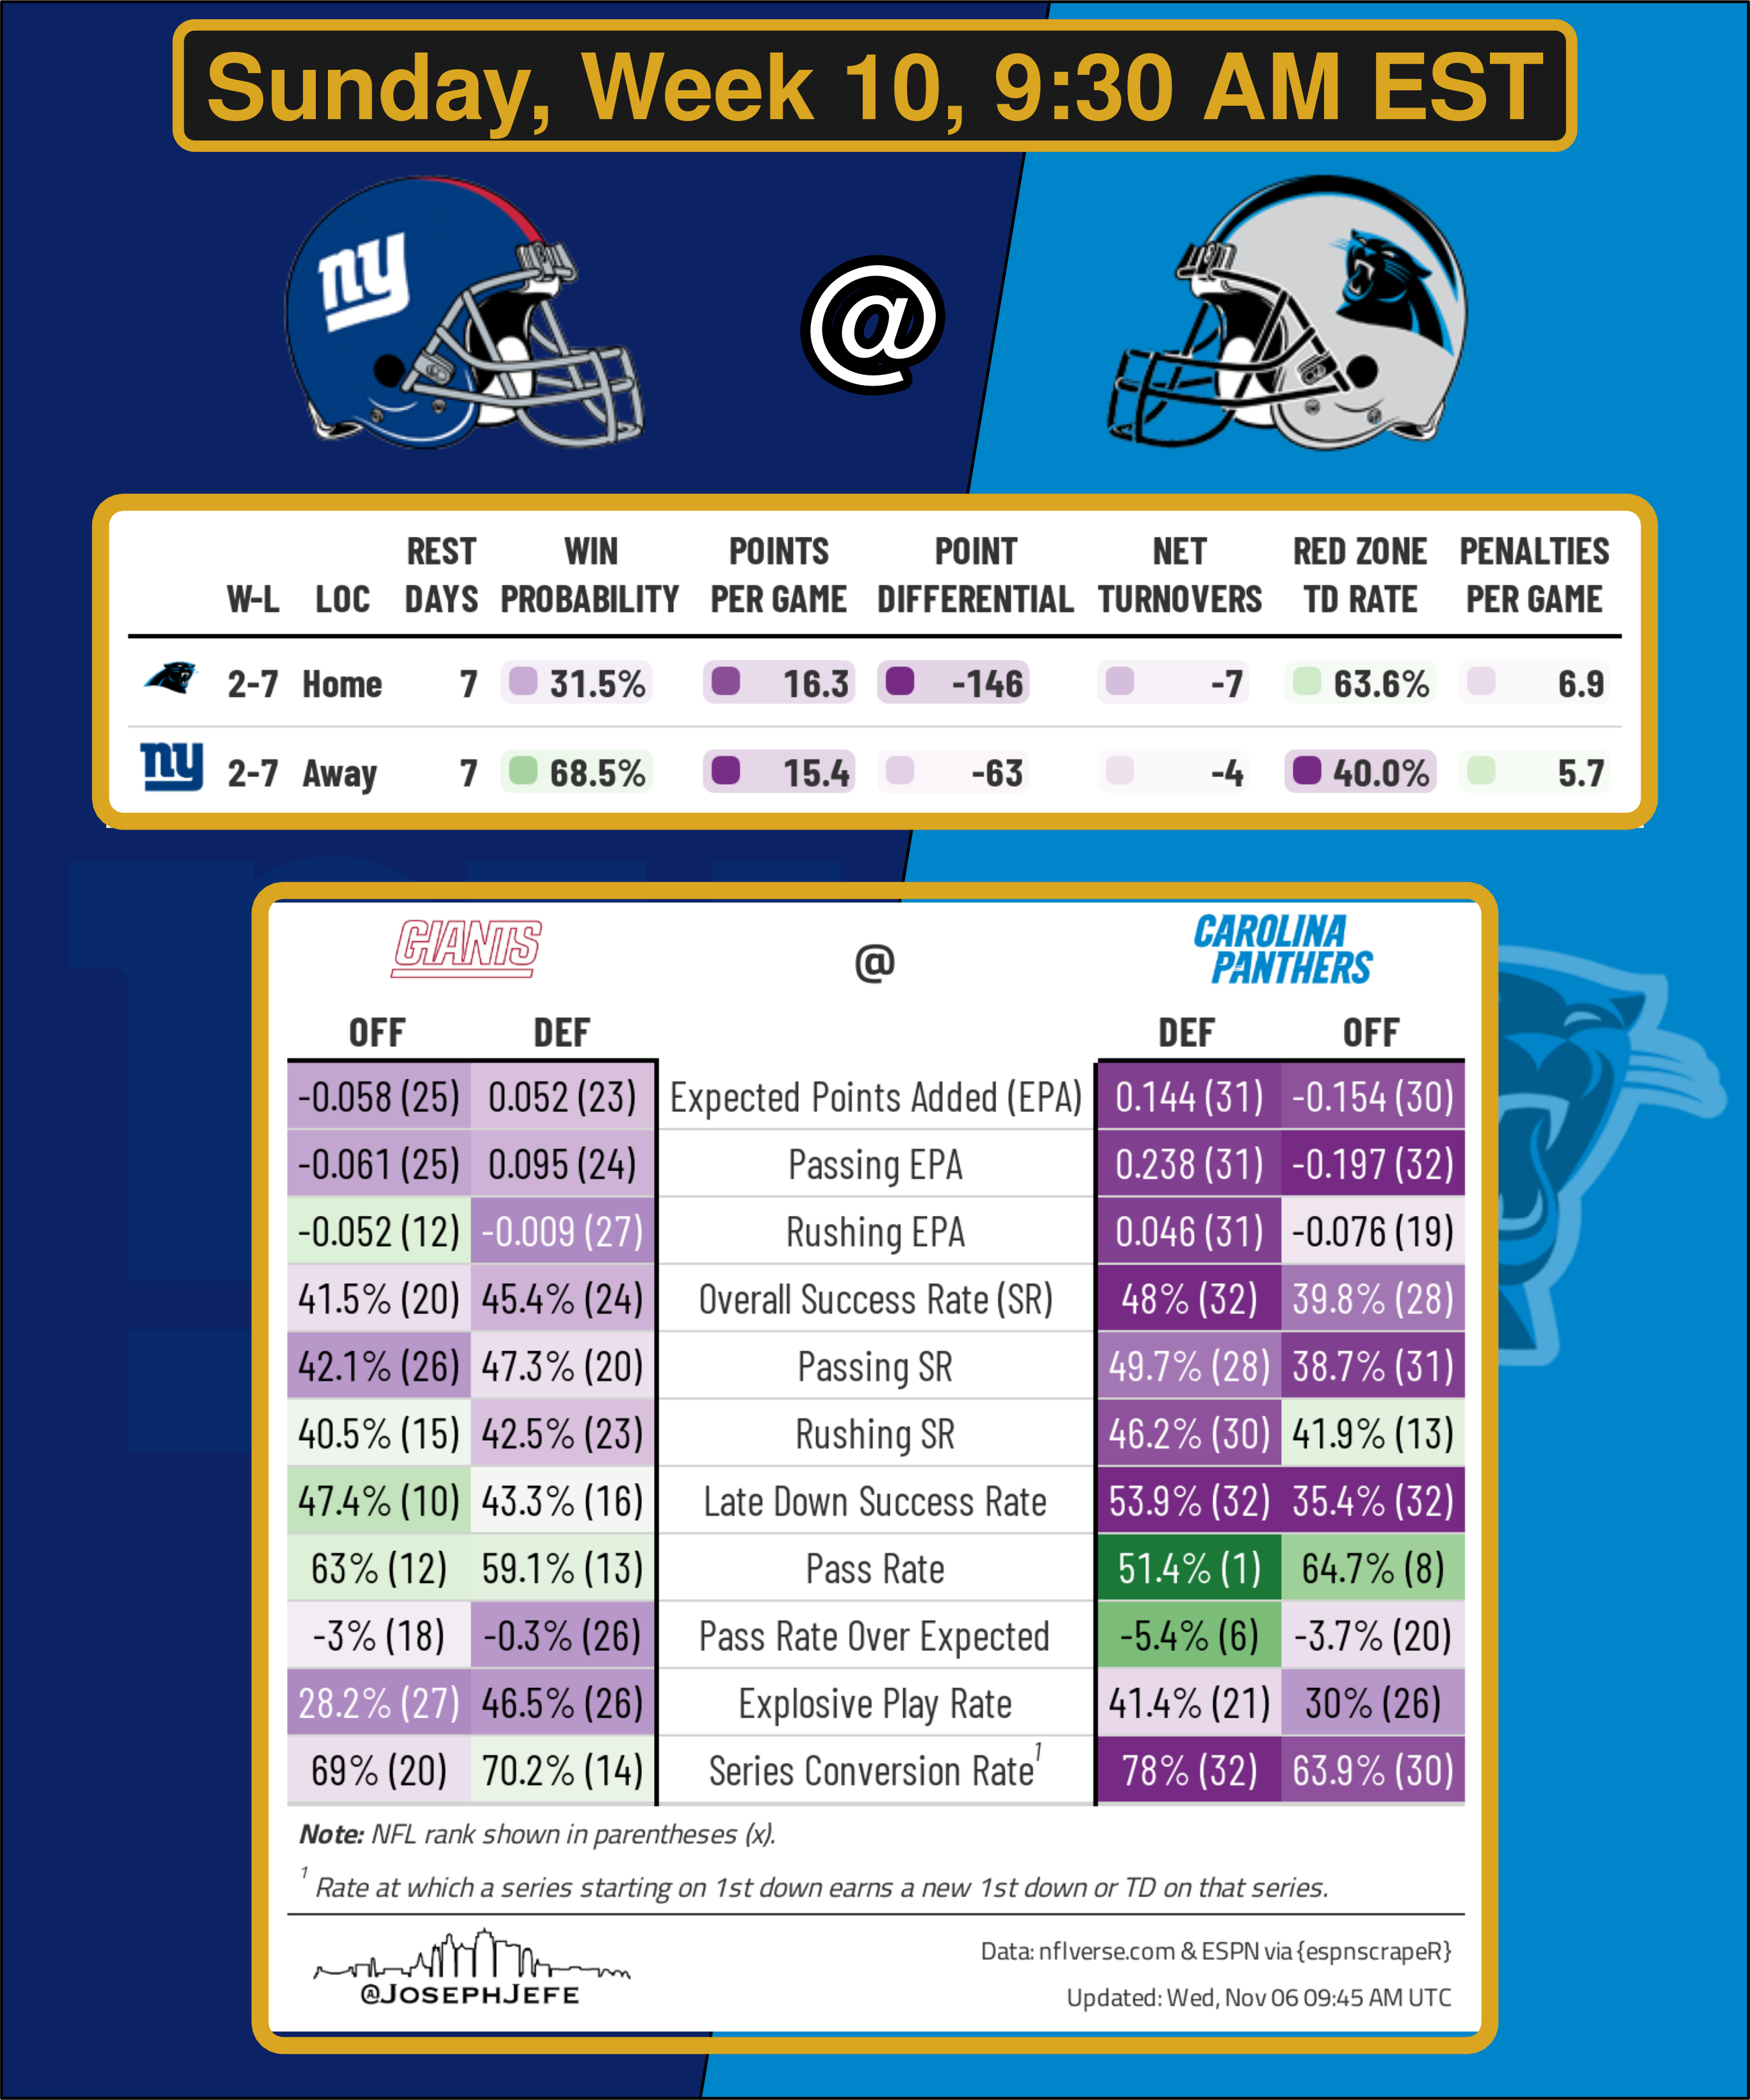 Sunday, Week 10, 9:30 AM EST
ny
@
REST WIN POINTS POINT NET RED ZONE PENALTIES
W-L LOC DAYS PROBABILITY PER GAME DIFFERENTIAL TURNOVERS TD RATE PER GAME
2-7 Home 7 31.5% 16.3 -146 -7 63.6% 6.9
ny 2-7 Away 7 68.5% 15.4 -63 -4 40.0% 5.7
GIANTS @ CAROLINA PANTHERS
OFF DEF DEF OFF
-0.058 (25) 0.052 (23) Expected Points Added (EPA) 0.144 (31) -0.154 (30)
-0.061 (25) 0.095 (24) Passing EPA 0.238 (31) -0.197 (32)
-0.052 (12) -0.009 (27) Rushing EPA 0.046 (31) -0.076 (19)
41.5% (20) 45.4% (24) Overall Success Rate (SR) 48% (32) 39.8% (28)
42.1% (26) 47.3% (20) Passing SR 49.7% (28) 38.7% (31)
40.5% (15) 42.5% (23) Rushing SR 46.2% (30) 41.9% (13)
47.4% (10) 43.3% (16) Late Down Success Rate 53.9% (32) 35.4% (32)
63% (12) 59.1% (13) Pass Rate 51.4% (1) 64.7% (8)
-3% (18) -0.3% (26) Pass Rate Over Expected -5.4% (6) -3.7% (20)
28.2% (27) 46.5% (26) Explosive Play Rate 41.4% (21) 30% (26)
69% (20) 70.2% (14) Series Conversion Rate¹ 78% (32) 63.9% (30)
Note: NFL rank shown in parentheses (x).
¹ Rate at which a series starting on 1st down earns a new 1st down or TD on that series.
Data: nflverse.com & ESPN via {espnscrapeR}
@JosephJefe
Updated: Wed, Nov 06 09:45 AM UTC